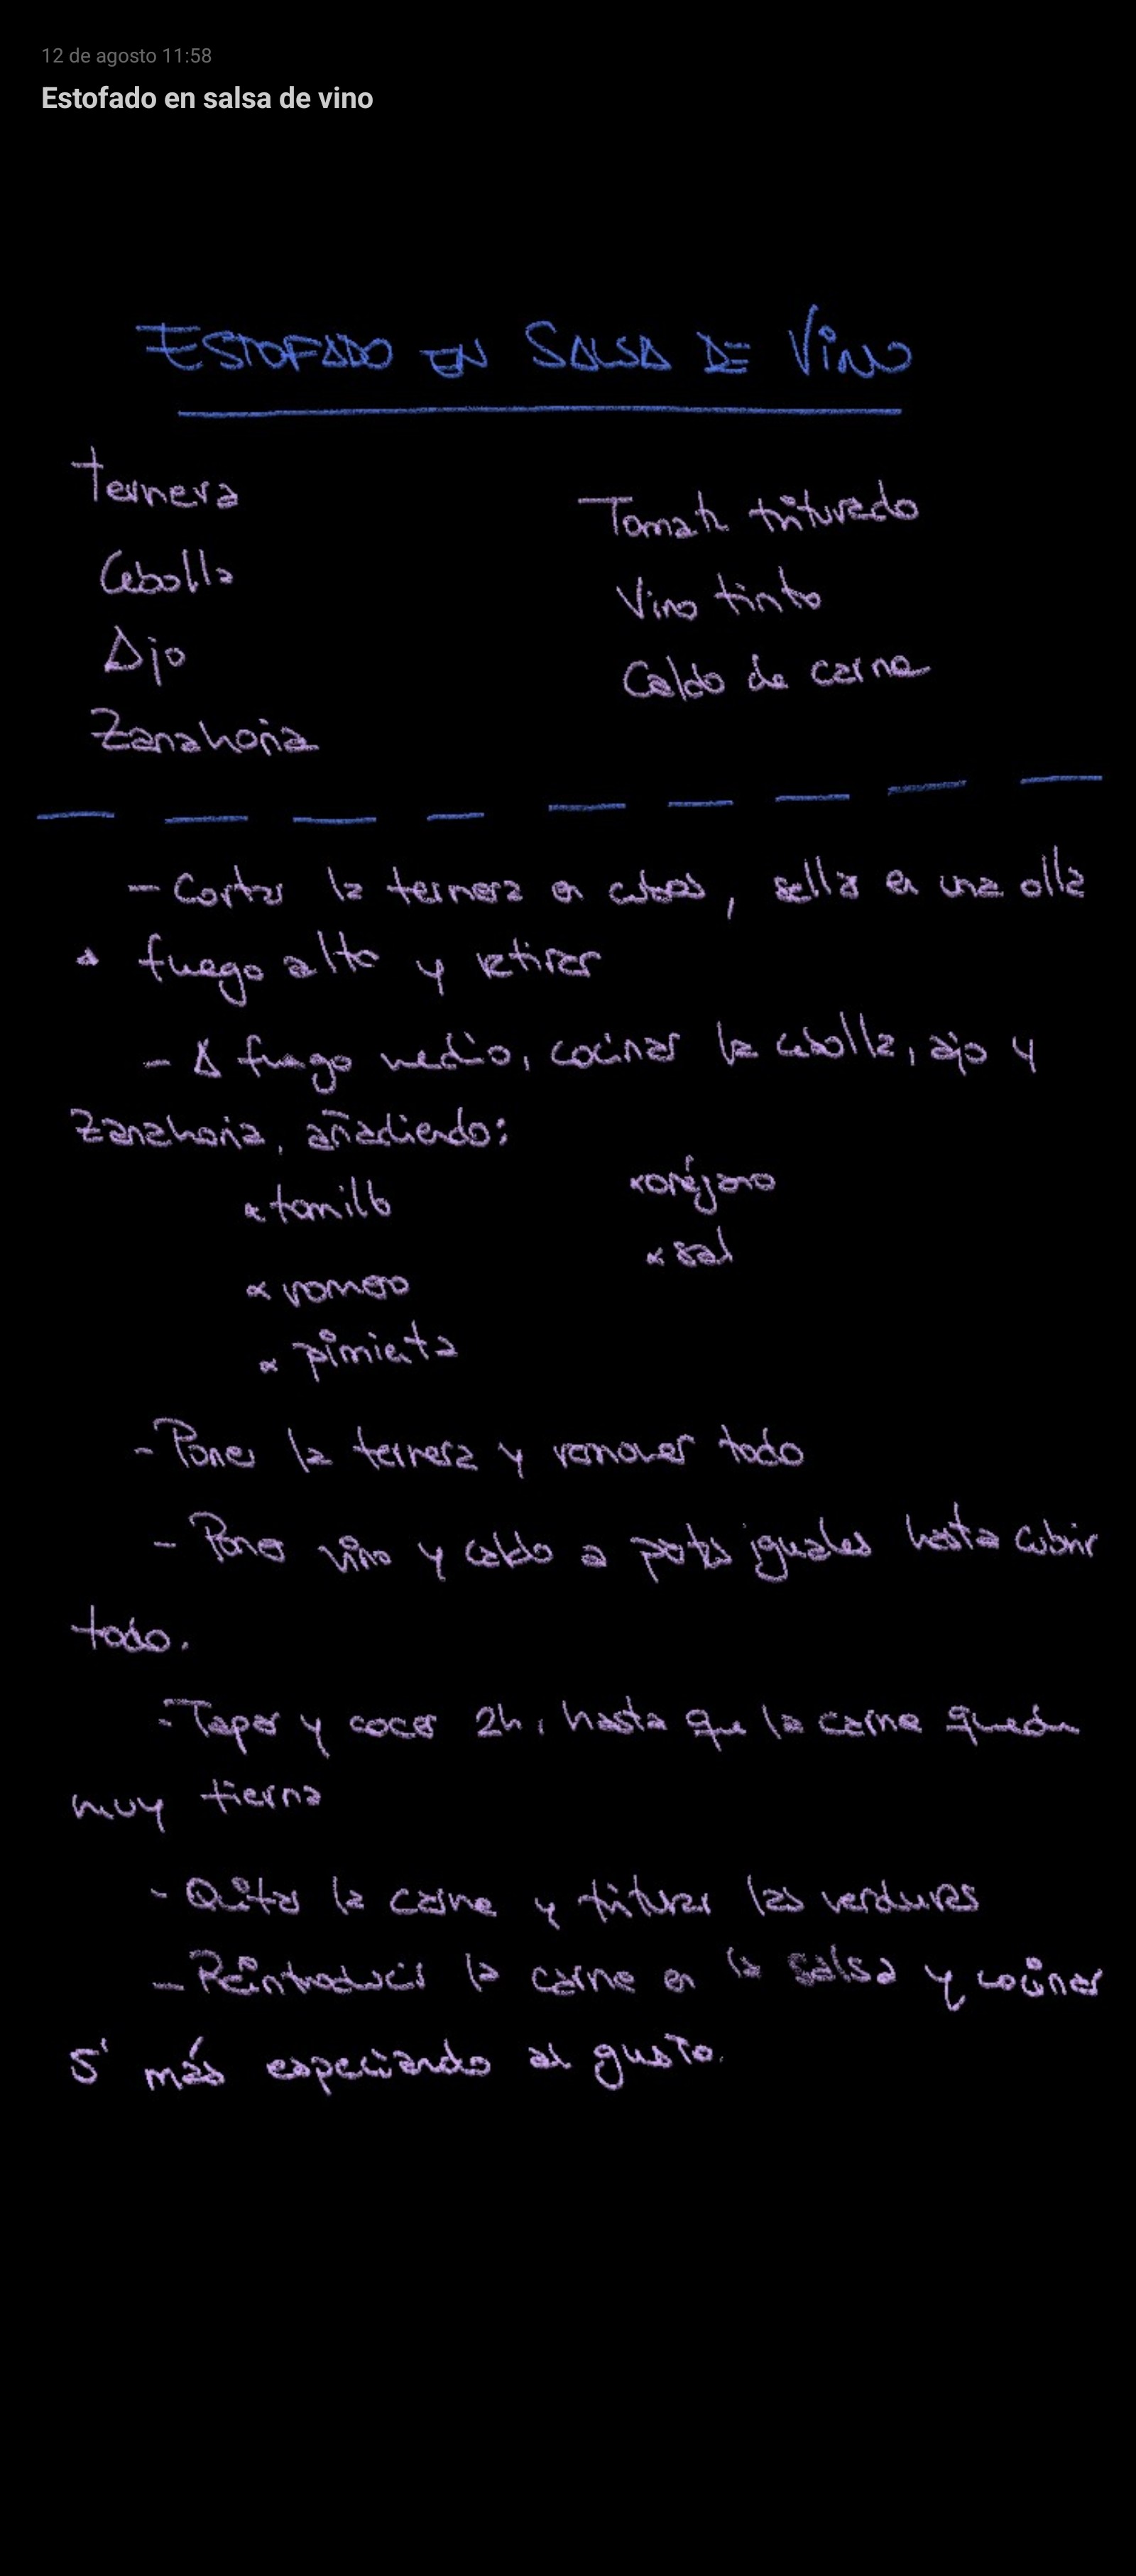 12 de agosto 11:58
Estofado en salsa de vino
ESTOFADO EN SALSA DE VINO
Ternera
Tomate triturado
Cebolla
Vino tinto
Ajo
Caldo de carne
Zanahoria
- Cortar la ternera en cubos, sellar en una olla
a fuego alto y retirar
- A fuego medio, cocinar la cebolla, ajo y
zanahoria, añadiendo:
* tomillo
* orégano
* sal
* romero
* pimienta
- Poner la ternera y remover todo
- Poner vino y caldo a partes iguales hasta cubrir
todo.
- Tapar y cocer 2h, hasta que la carne quede
muy tierna
- Quitar la carne y triturar las verduras
- Reintroducir la carne en la salsa y cocinar
5' más especiando al gusto.